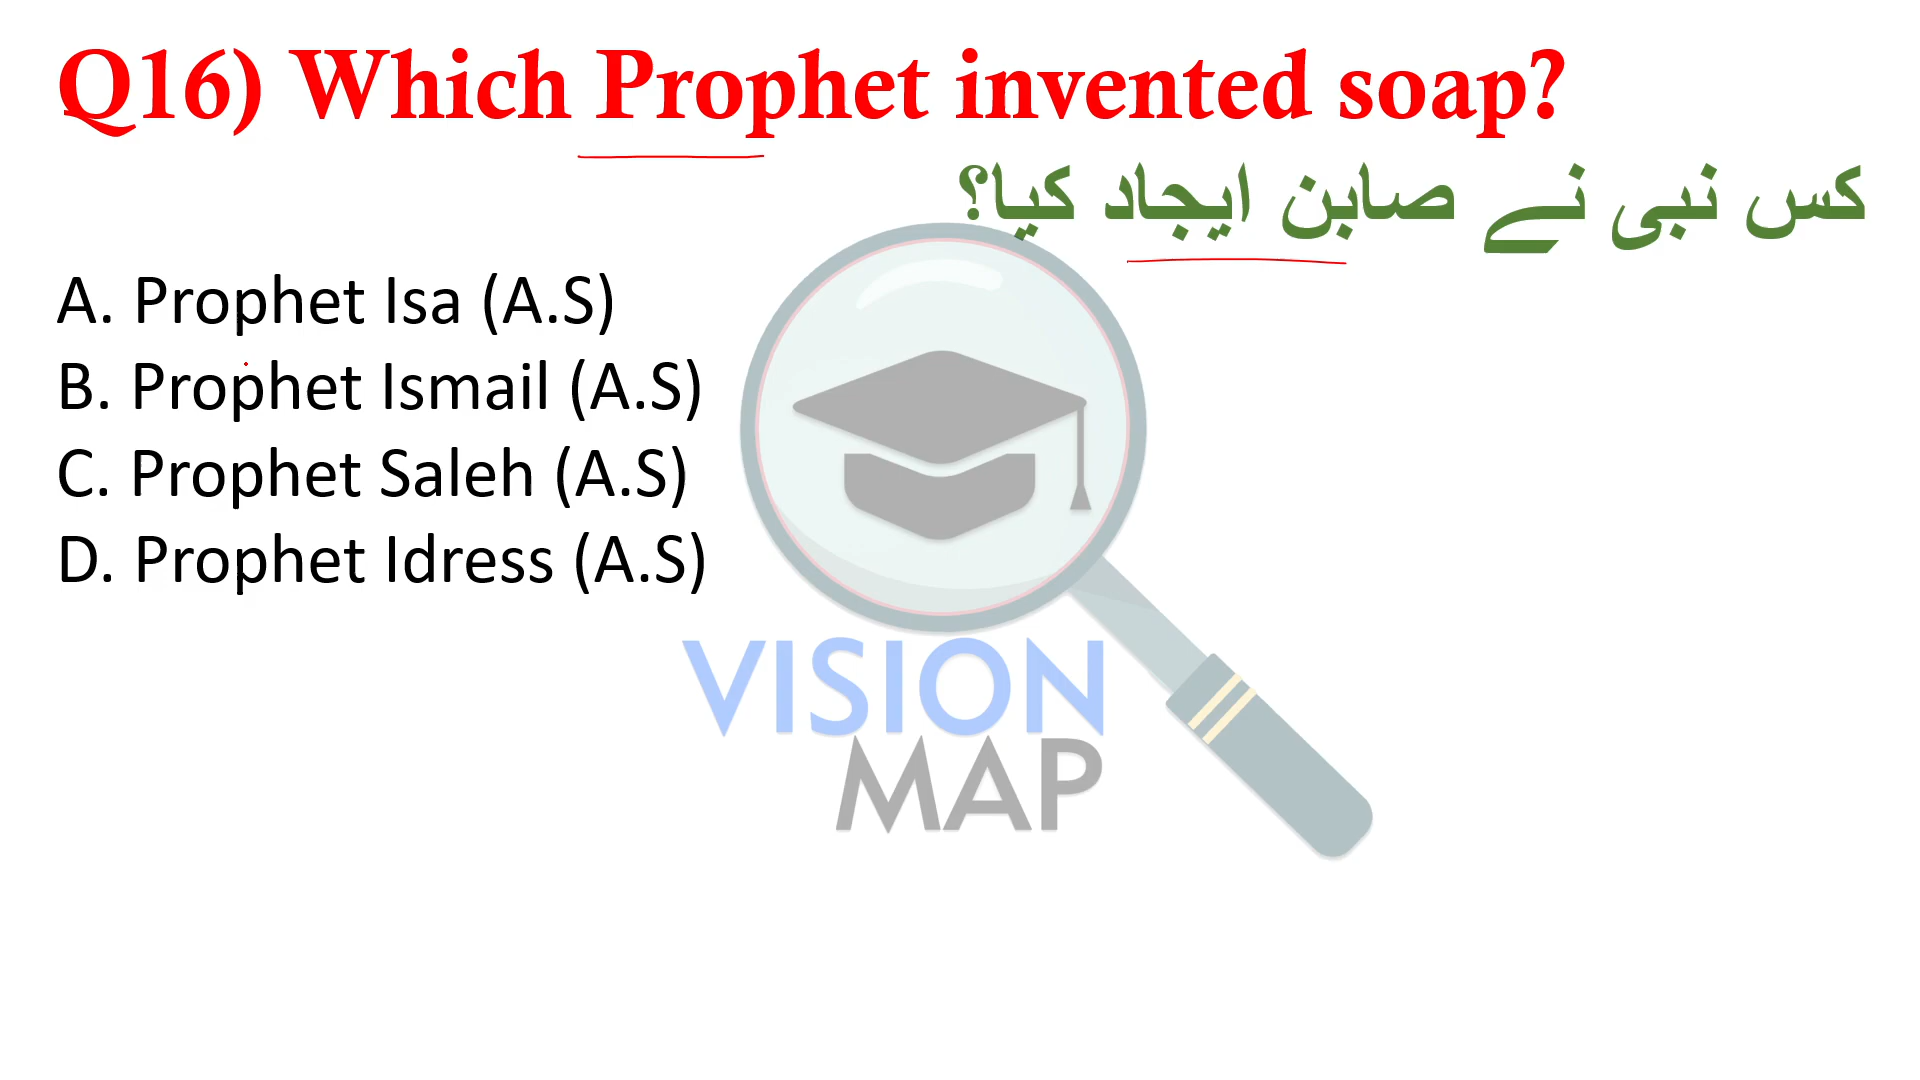 Q16) Which Prophet invented soap?
کس نبی نے صابن ایجاد کیا؟
A. Prophet Isa (A.S)
B. Prophet Ismail (A.S)
C. Prophet Saleh (A.S)
D. Prophet Idress (A.S)
VISION
MAP